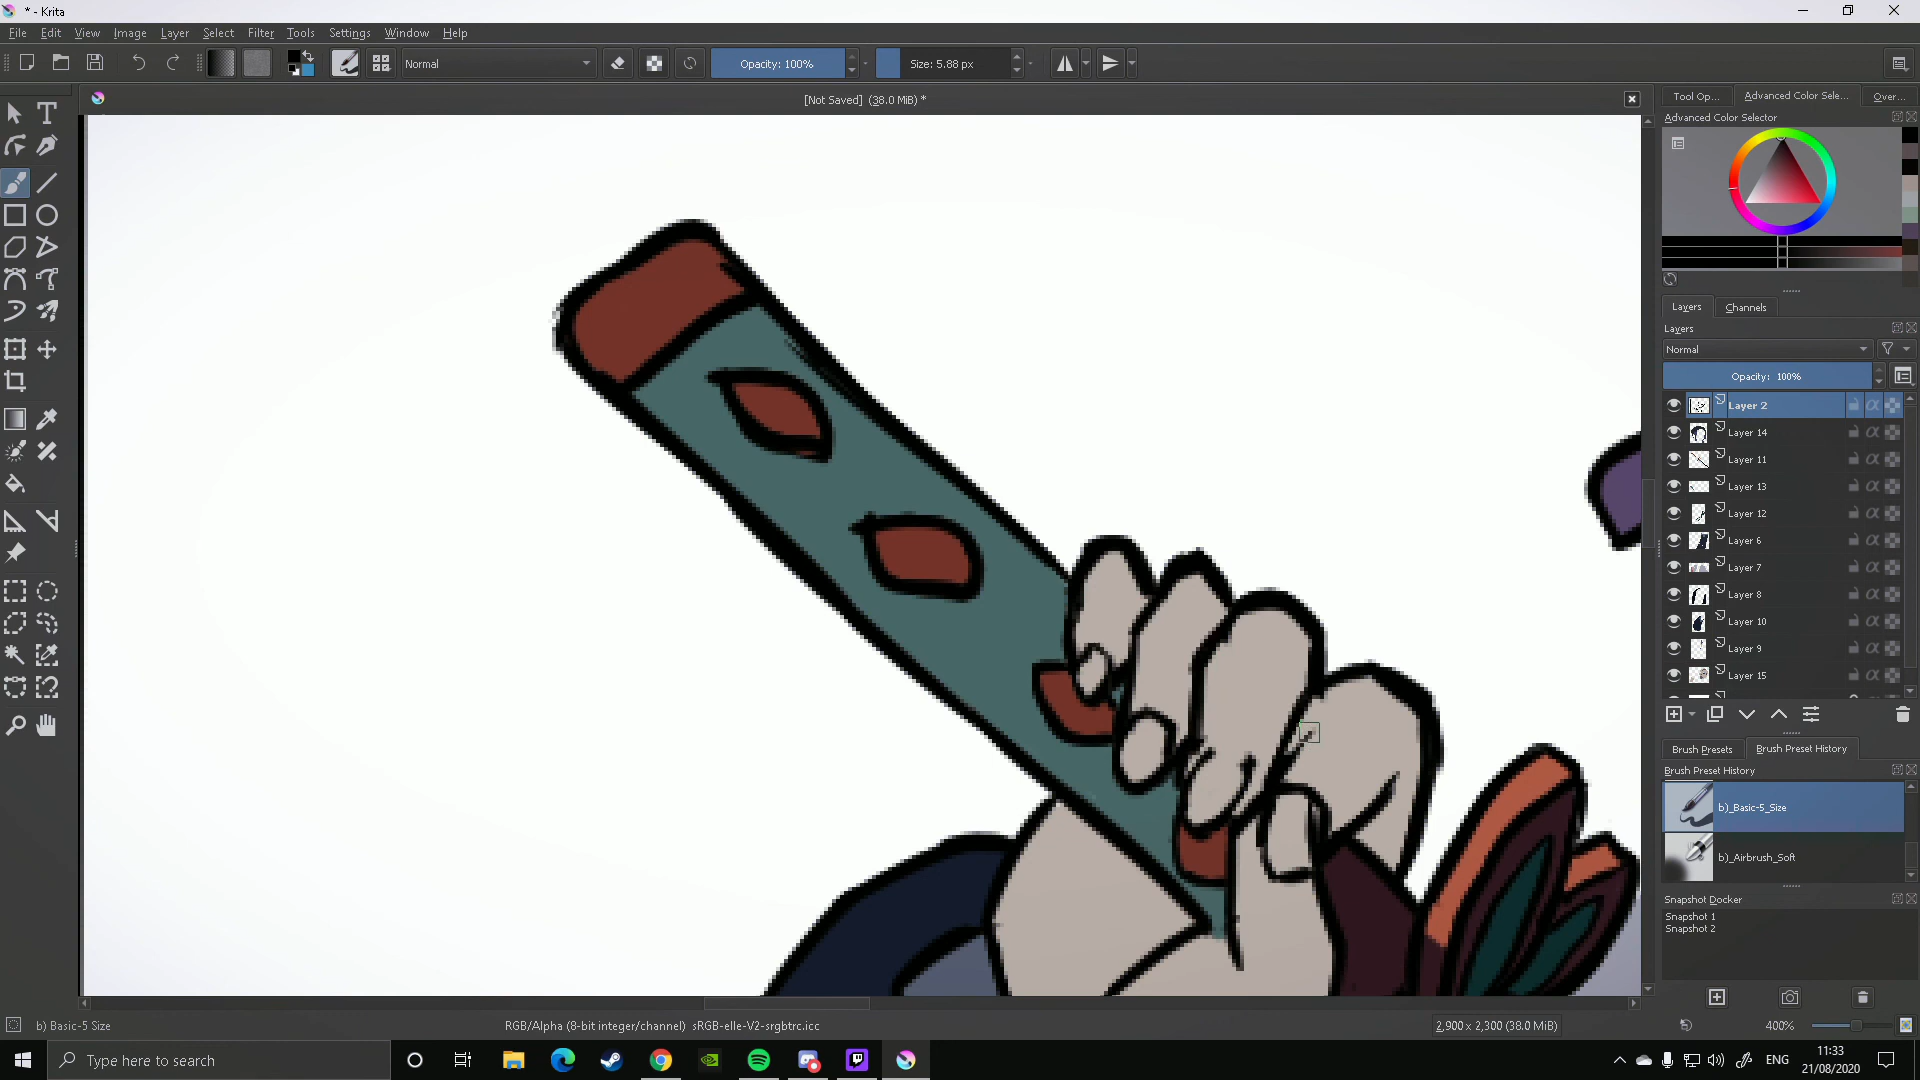 * - Krita
File Edit View Image Layer Select Filter Tools Settings Window Help
Normal Opacity: 100% Size: 5.88 px
[Not Saved] (38.0 MiB) *
Tool Op... Advanced Color Sele... Over...
Advanced Color Selector
Layers Channels
Layers
Normal
Opacity: 100%
Layer 2
Layer 14
Layer 11
Layer 13
Layer 12
Layer 6
Layer 7
Layer 8
Layer 10
Layer 9
Layer 15
Brush Presets Brush Preset History
Brush Preset History
b)_Basic-5_Size
b)_Airbrush_Soft
Snapshot Docker
Snapshot 1
Snapshot 2
b) Basic-5 Size RGB/Alpha (8-bit integer/channel) sRGB-elle-V2-srgbtrc.icc 2,900 x 2,300 (38.0 MiB) 400%
Type here to search ENG 11:33
21/08/2020